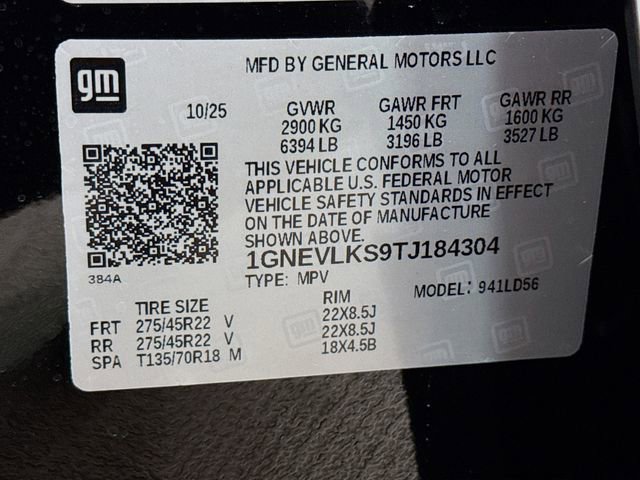 gm
MFD BY GENERAL MOTORS LLC
10/25 GVWR GAWR FRT GAWR RR
2900 KG 1450 KG 1600 KG
6394 LB 3196 LB 3527 LB
THIS VEHICLE CONFORMS TO ALL
APPLICABLE U.S. FEDERAL MOTOR
VEHICLE SAFETY STANDARDS IN EFFECT
ON THE DATE OF MANUFACTURE
SHOWN ABOVE.
1GNEVLKS9TJ184304
384A
TYPE: MPV MODEL: 941LD56
TIRE SIZE RIM
FRT 275/45R22 V 22X8.5J
RR 275/45R22 V 22X8.5J
SPA T135/70R18 M 18X4.5B